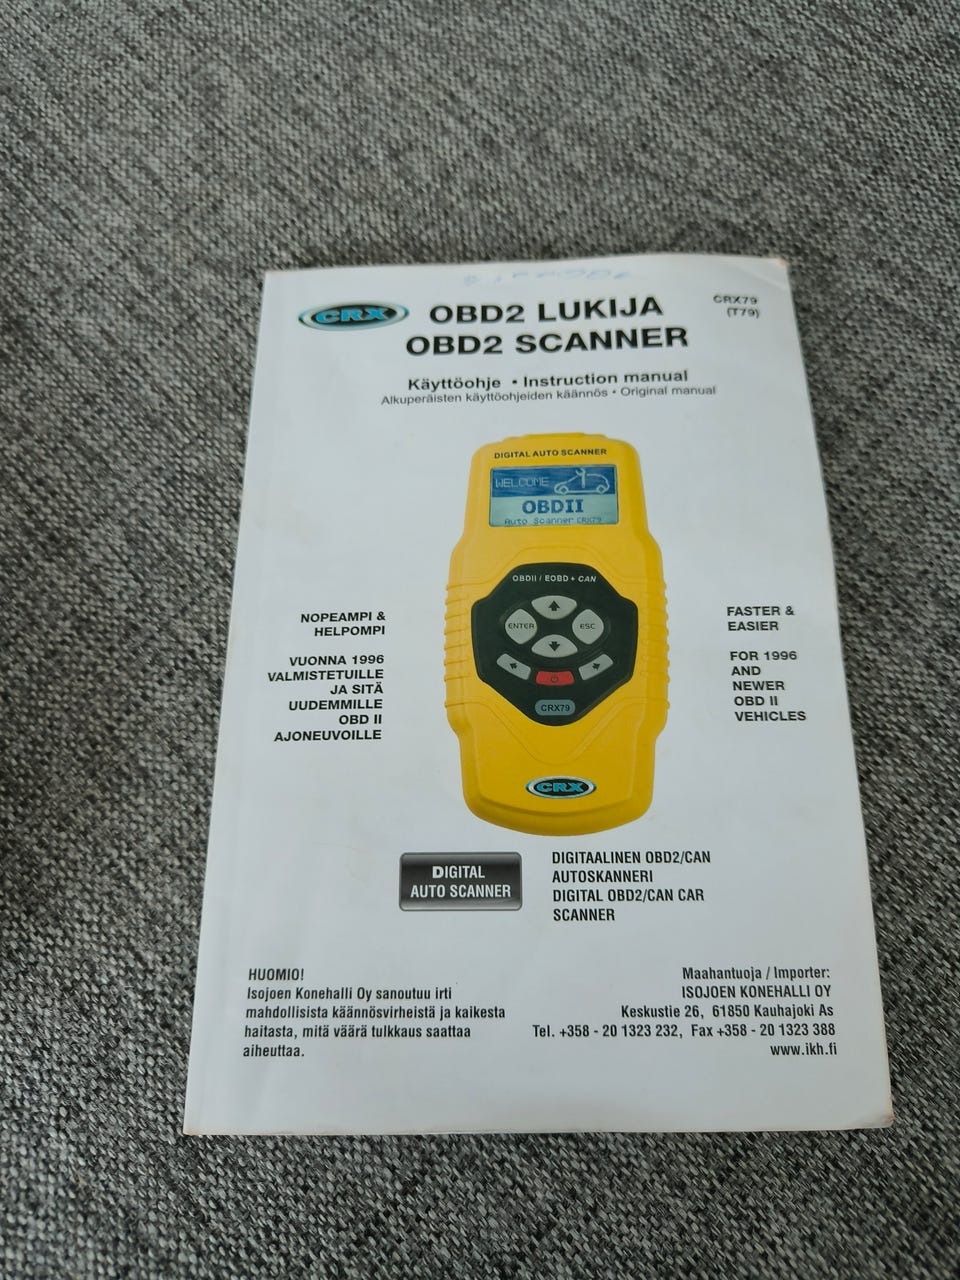 CRX
OBD2 LUKIJA
OBD2 SCANNER
CRX79
(T79)
Käyttöohje • Instruction manual
Alkuperäisten käyttöohjeiden käännös • Original manual
DIGITAL AUTO SCANNER
WELCOME
OBDII
Auto Scanner CRX79
OBDII / EOBD + CAN
ENTER
ESC
CRX79
CRX
NOPEAMPI &
HELPOMPI
VUONNA 1996
VALMISTETUILLE
JA SITÄ
UUDEMMILLE
OBD II
AJONEUVOILLE
FASTER &
EASIER
FOR 1996
AND
NEWER
OBD II
VEHICLES
DIGITAL
AUTO SCANNER
DIGITAALINEN OBD2/CAN
AUTOSKANNERI
DIGITAL OBD2/CAN CAR
SCANNER
HUOMIO!
Isojoen Konehalli Oy sanoutuu irti
mahdollisista käännösvirheistä ja kaikesta
haitasta, mitä väärä tulkkaus saattaa
aiheuttaa.
Maahantuoja / Importer:
ISOJOEN KONEHALLI OY
Keskustie 26, 61850 Kauhajoki As
Tel. +358 - 20 1323 232, Fax +358 - 20 1323 388
www.ikh.fi